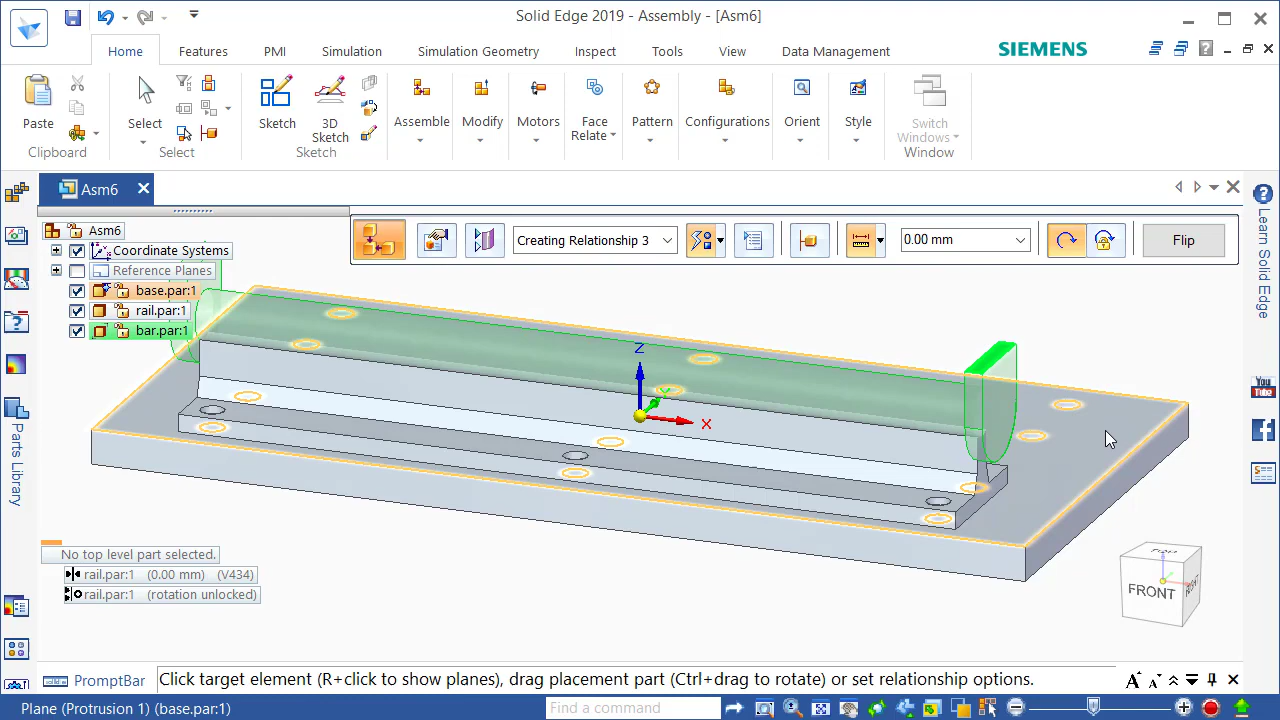 Solid Edge 2019 - Assembly - [Asm6]
Home
Features
PMI
Simulation
Simulation Geometry
Inspect
Tools
View
Data Management
SIEMENS
Paste
Clipboard
Select
Select
Sketch
3D
Sketch
Sketch
Assemble
Modify
Motors
Face
Relate
Pattern
Configurations
Orient
Style
Switch
Windows
Window
Asm6
Asm6
Creating Relationship 3
0.00 mm
Flip
Coordinate Systems
Reference Planes
base.par:1
rail.par:1
bar.par:1
Z
Y
X
No top level part selected.
rail.par:1 (0.00 mm) (V434)
rail.par:1 (rotation unlocked)
TOP
FRONT
RIGHT
Parts Library
Learn Solid Edge
You
Tube
PromptBar
Click target element (R+click to show planes), drag placement part (Ctrl+drag to rotate) or set relationship options.
Plane (Protrusion 1) (base.par:1)
Find a command